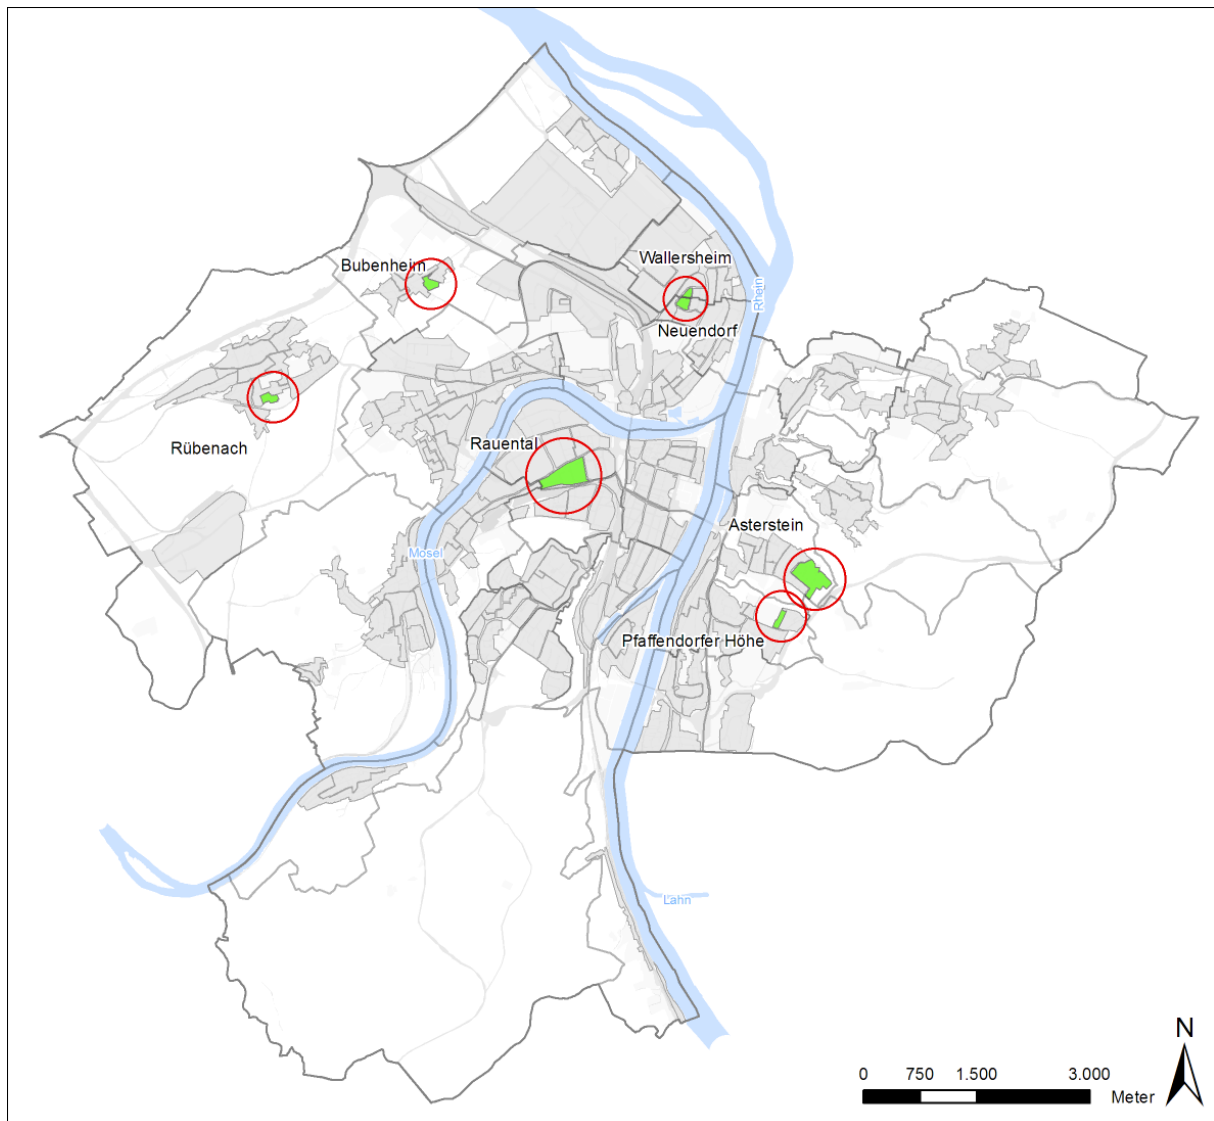 Wallersheim
Bubenheim
Rhein
Neuendorf
Rauental
Rübenach
Asterstein
Mosel
Pfaffendorfer Höhe
Lahn
N
0 750 1.500 3.000
Meter